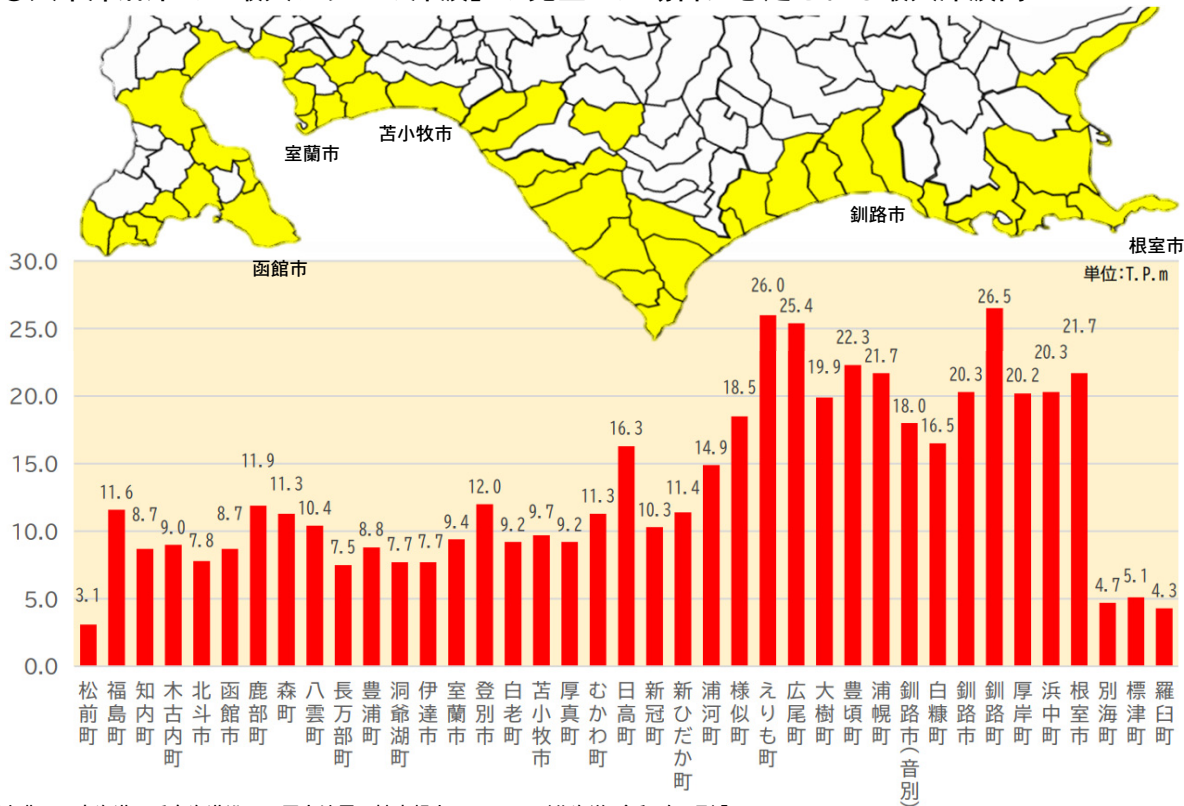 室蘭市
苫小牧市
釧路市
函館市
根室市
単位:T.P.m
30.0
25.0
20.0
15.0
10.0
5.0
0.0
3.1
11.6
8.7
9.0
7.8
8.7
11.9
11.3
10.4
7.5
8.8
7.7
7.7
9.4
12.0
9.2
9.7
9.2
11.3
16.3
10.3
11.4
14.9
18.5
26.0
25.4
19.9
22.3
21.7
18.0
16.5
20.3
26.5
20.2
20.3
21.7
4.7
5.1
4.3
松前町
福島町
知内町
木古内町
北斗市
函館市
鹿部町
森町
八雲町
長万部町
豊浦町
洞爺湖町
伊達市
室蘭市
登別市
白老町
苫小牧市
厚真町
むかわ町
日高町
新冠町
新ひだか町
浦河町
様似町
えりも町
広尾町
大樹町
豊頃町
浦幌町
釧路市(音別)
白糠町
釧路市
釧路町
厚岸町
浜中町
根室市
別海町
標津町
羅臼町